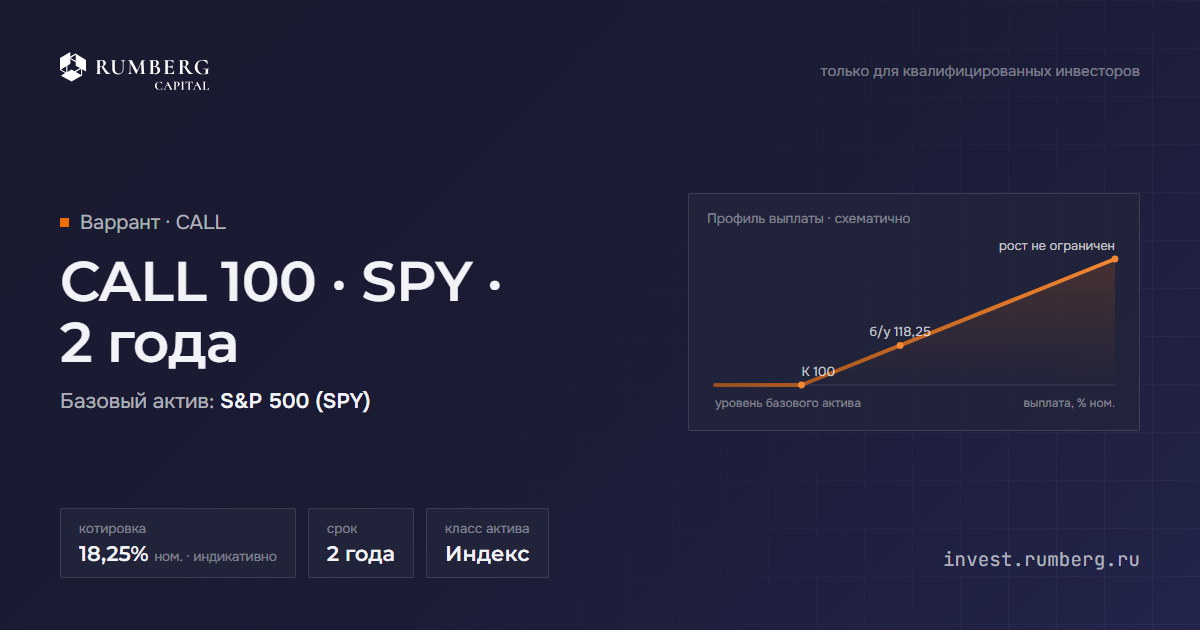 RUMBERG
CAPITAL
только для квалифицированных инвесторов
Варрант · CALL
CALL 100 · SPY ·
2 года
Базовый актив: S&P 500 (SPY)
Профиль выплаты · схематично
рост не ограничен
б/у 118,25
К 100
уровень базового актива
выплата, % ном.
котировка
18,25% ном. · индикативно
срок
2 года
класс актива
Индекс
invest.rumberg.ru